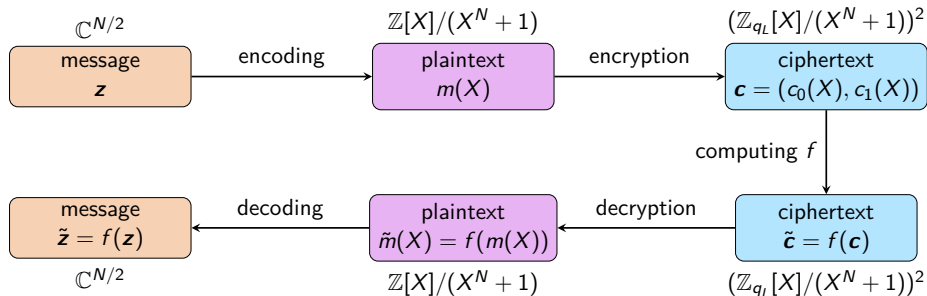 ℂ^{N/2}
ℤ[X]/(X^N + 1)
(ℤ_{q_L}[X]/(X^N + 1))^2
message
z
encoding
plaintext
m(X)
encryption
ciphertext
c = (c_0(X), c_1(X))
computing f
message
z̃ = f(z)
decoding
plaintext
m̃(X) = f(m(X))
decryption
ciphertext
c̃ = f(c)
ℂ^{N/2}
ℤ[X]/(X^N + 1)
(ℤ_{q_l}[X]/(X^N + 1))^2